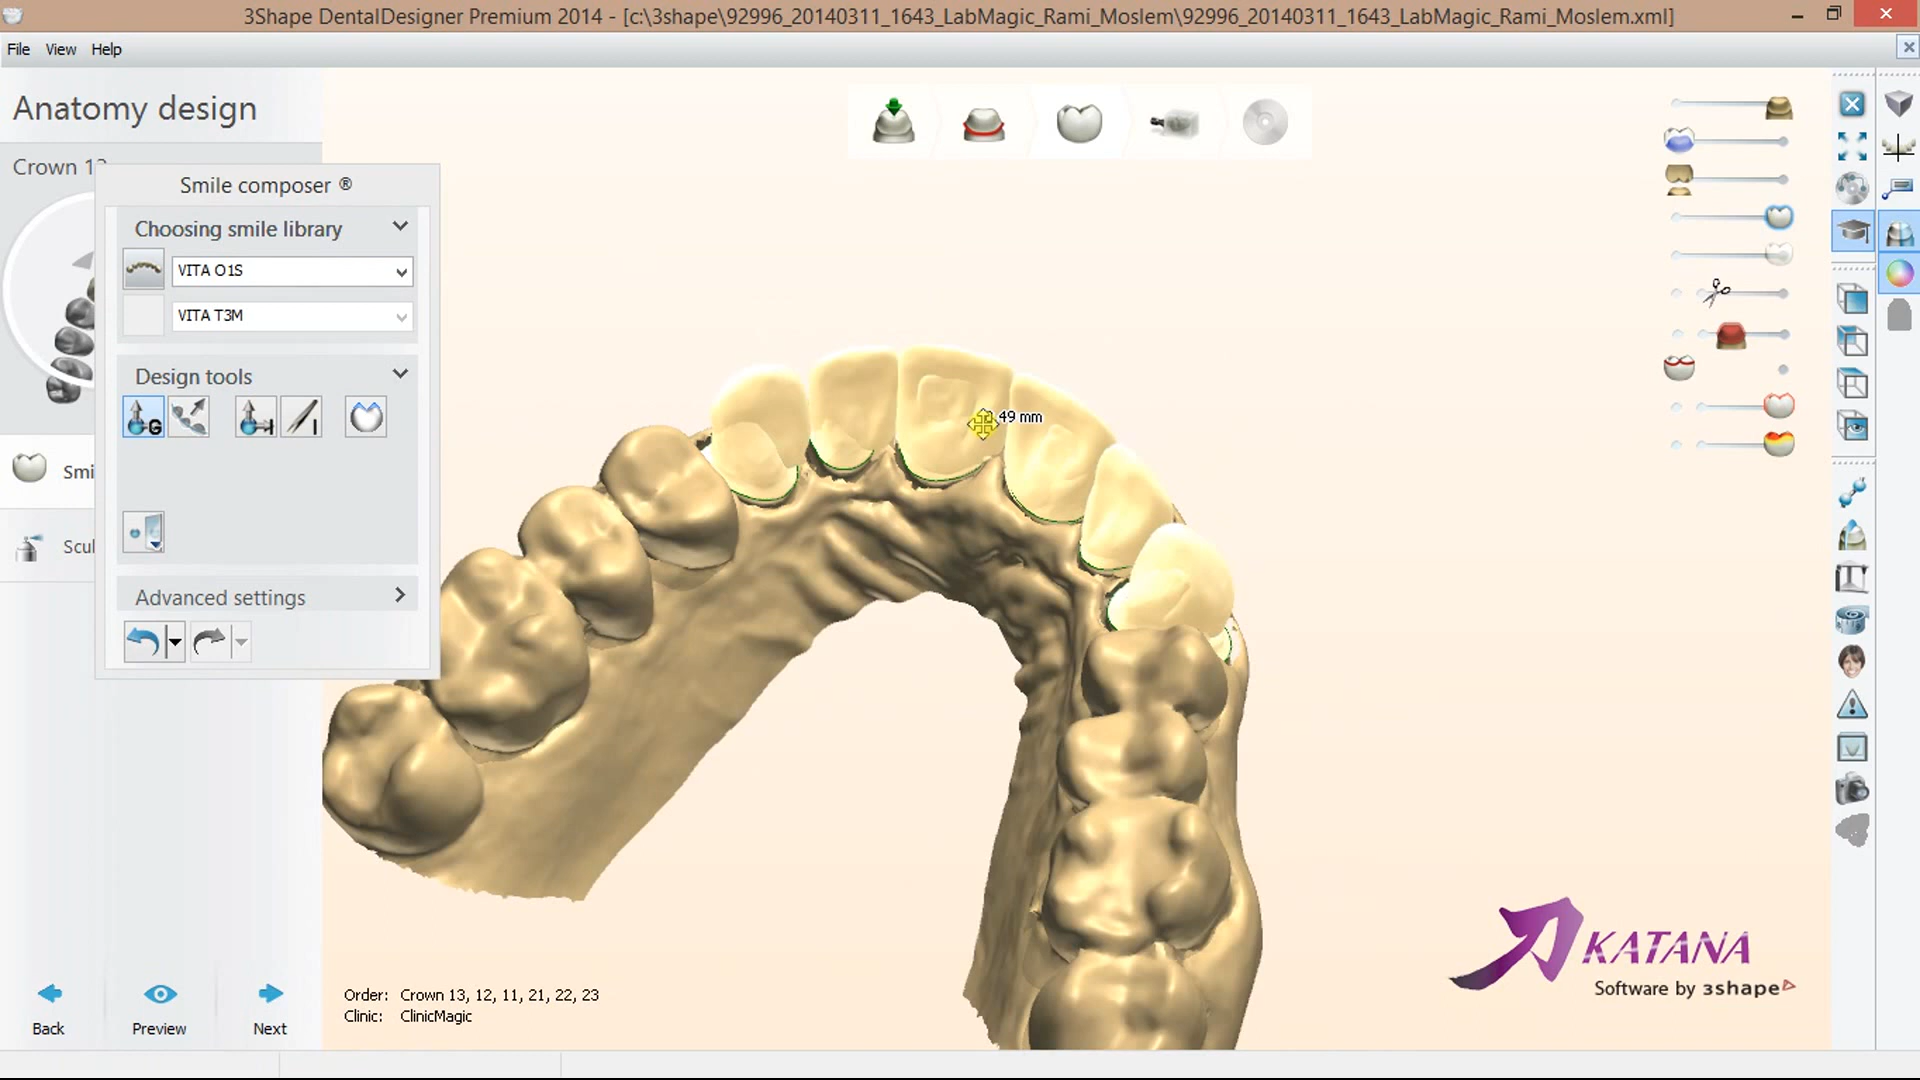 3Shape DentalDesigner Premium 2014 - [c:\3shape\92996_20140311_1643_LabMagic_Rami_Moslem\92996_20140311_1643_LabMagic_Rami_Moslem.xml]
File View Help
Anatomy design
Crown
Smile composer ®
Choosing smile library
VITA O1S
VITA T3M
Design tools
G
Smi
Scul
Advanced settings
49 mm
Back
Preview
Next
Order: Crown 13, 12, 11, 21, 22, 23
Clinic: ClinicMagic
KATANA
Software by 3shape